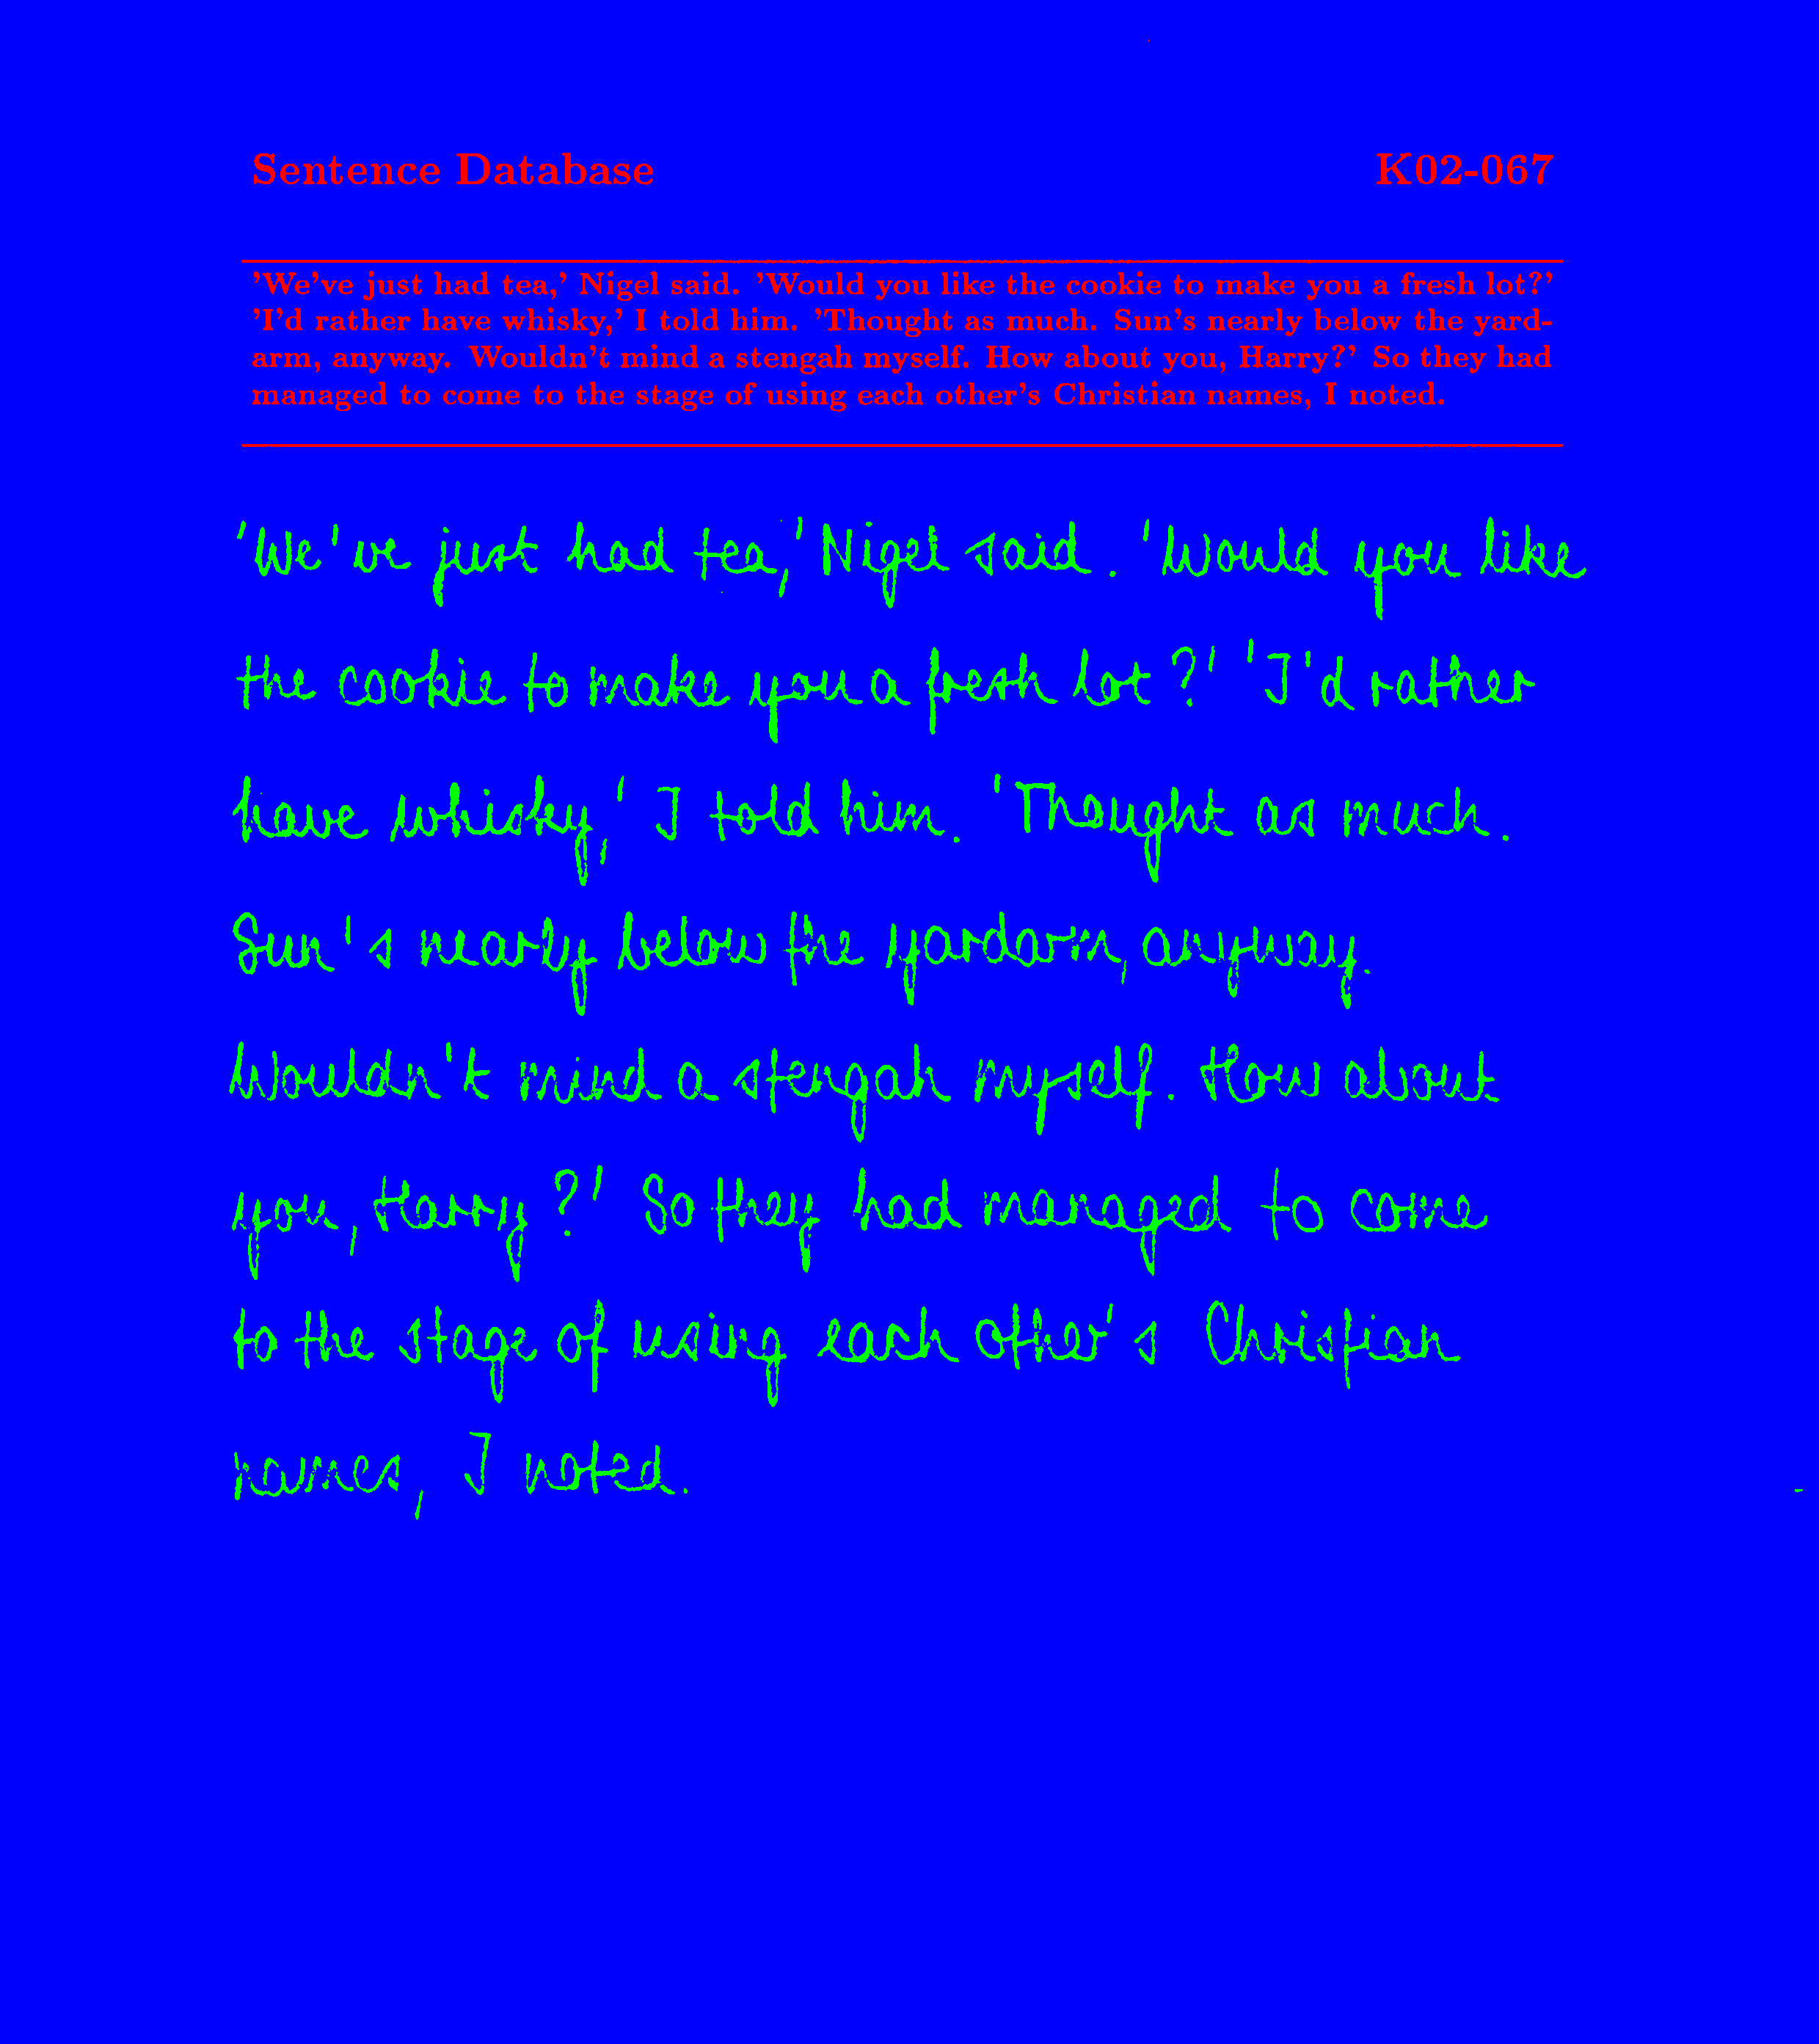 Sentence Database K02-067
'We've just had tea,' Nigel said. 'Would you like the cookie to make you a fresh lot?'
'I'd rather have whisky,' I told him. 'Thought as much. Sun's nearly below the yard-
arm, anyway. Wouldn't mind a stengah myself. How about you, Harry?' So they had
managed to come to the stage of using each other's Christian names, I noted.
'We've just had tea,' Nigel said. 'Would you like
the cookie to make you a fresh lot?' 'I'd rather
have whisky,' I told him. 'Thought as much.
Sun's nearly below the yardarm, anyway.
Wouldn't mind a stengah myself. How about
you, Harry?' So they had managed to come
to the stage of using each other's Christian
names, I noted.